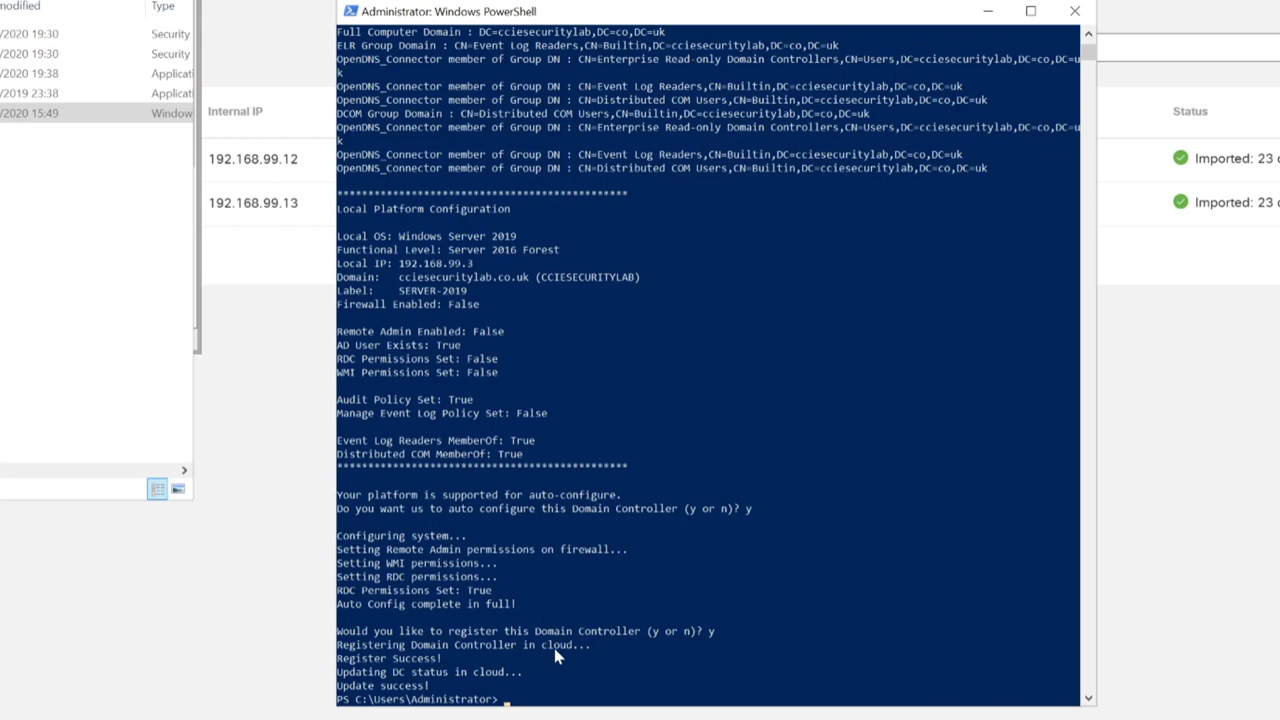 modified
Type
/2020 19:30
Security
/2020 19:30
Security
/2020 19:38
Applicati
/2019 23:38
Applicati
/2020 15:49
Window
Internal IP
192.168.99.12
192.168.99.13
Administrator: Windows PowerShell
Full Computer Domain : DC=cciesecuritylab,DC=co,DC=uk
ELR Group Domain : CN=Event Log Readers,CN=Builtin,DC=cciesecuritylab,DC=co,DC=uk
OpenDNS_Connector member of Group DN : CN=Enterprise Read-only Domain Controllers,CN=Users,DC=cciesecuritylab,DC=co,DC=u
k
OpenDNS_Connector member of Group DN : CN=Event Log Readers,CN=Builtin,DC=cciesecuritylab,DC=co,DC=uk
OpenDNS_Connector member of Group DN : CN=Distributed COM Users,CN=Builtin,DC=cciesecuritylab,DC=co,DC=uk
DCOM Group Domain : CN=Distributed COM Users,CN=Builtin,DC=cciesecuritylab,DC=co,DC=uk
OpenDNS_Connector member of Group DN : CN=Enterprise Read-only Domain Controllers,CN=Users,DC=cciesecuritylab,DC=co,DC=u
k
OpenDNS_Connector member of Group DN : CN=Event Log Readers,CN=Builtin,DC=cciesecuritylab,DC=co,DC=uk
OpenDNS_Connector member of Group DN : CN=Distributed COM Users,CN=Builtin,DC=cciesecuritylab,DC=co,DC=uk
***********************************************
Local Platform Configuration
Local OS: Windows Server 2019
Functional Level: Server 2016 Forest
Local IP: 192.168.99.3
Domain: cciesecuritylab.co.uk (CCIESECURITYLAB)
Label: SERVER-2019
Firewall Enabled: False
Remote Admin Enabled: False
AD User Exists: True
RDC Permissions Set: False
WMI Permissions Set: False
Audit Policy Set: True
Manage Event Log Policy Set: False
Event Log Readers MemberOf: True
Distributed COM MemberOf: True
***********************************************
Your platform is supported for auto-configure.
Do you want us to auto configure this Domain Controller (y or n)? y
Configuring system...
Setting Remote Admin permissions on firewall...
Setting WMI permissions...
Setting RDC permissions...
RDC Permissions Set: True
Auto Config complete in full!
Would you like to register this Domain Controller (y or n)? y
Registering Domain Controller in cloud...
Register Success!
Updating DC status in cloud...
Update success!
PS C:\Users\Administrator>
Status
Imported: 23
Imported: 23